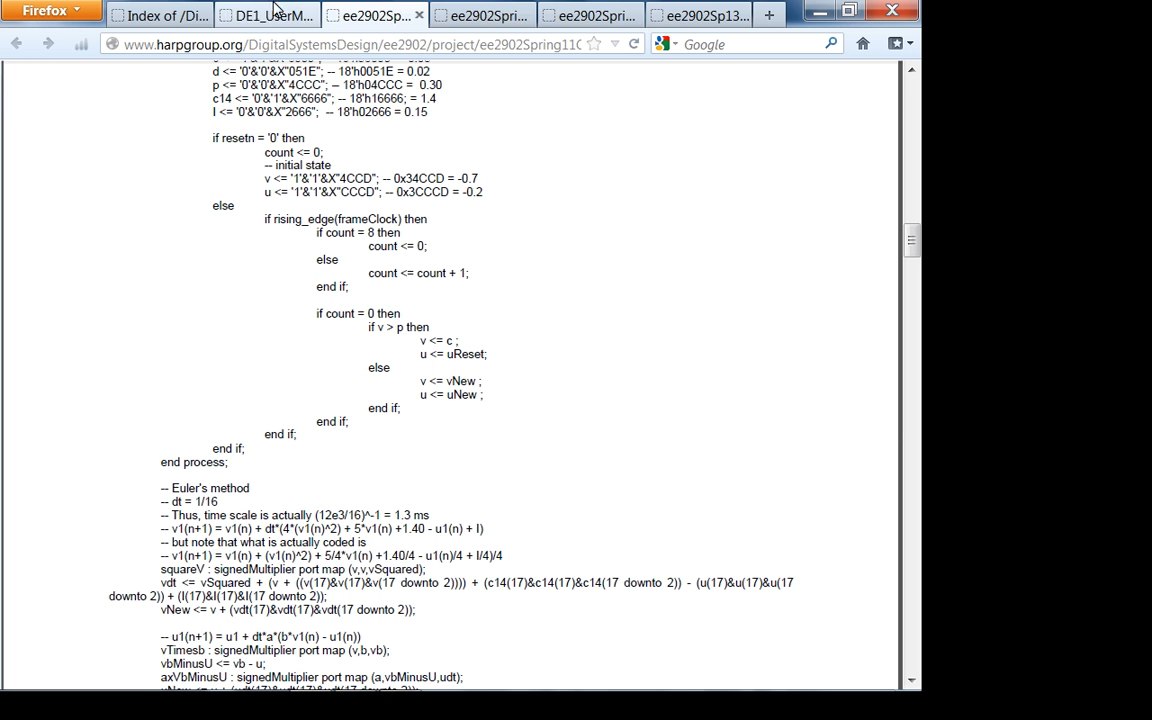 Firefox
Index of /Di...
DE1_UserM...
ee2902Sp...
ee2902Spri...
ee2902Spri...
ee2902Sp13...
www.harpgroup.org/DigitalSystemsDesign/ee2902/project/ee2902Spring11C
Google
d <= '0'&'0'&X"051E"; -- 18'h0051E = 0.02
p <= '0'&'0'&X"4CCC"; -- 18'h04CCC = 0.30
c14 <= '0'&'1'&X"6666"; -- 18'h16666; = 1.4
I <= '0'&'0'&X"2666"; -- 18'h02666 = 0.15
if resetn = '0' then
count <= 0;
-- initial state
v <= '1'&'1'&X"4CCD"; -- 0x34CCD = -0.7
u <= '1'&'1'&X"CCCD"; -- 0x3CCCD = -0.2
else
if rising_edge(frameClock) then
if count = 8 then
count <= 0;
else
count <= count + 1;
end if;
if count = 0 then
if v > p then
v <= c ;
u <= uReset;
else
v <= vNew ;
u <= uNew ;
end if;
end if;
end if;
end if;
end process;
-- Euler's method
-- dt = 1/16
-- Thus, time scale is actually (12e3/16)^-1 = 1.3 ms
-- v1(n+1) = v1(n) + dt*(4*(v1(n)^2) + 5*v1(n) +1.40 - u1(n) + I)
-- but note that what is actually coded is
-- v1(n+1) = v1(n) + (v1(n)^2) + 5/4*v1(n) +1.40/4 - u1(n)/4 + I/4)/4
squareV : signedMultiplier port map (v,v,vSquared);
vdt <= vSquared + (v + ((v(17)&v(17)&v(17 downto 2)))) + (c14(17)&c14(17)&c14(17 downto 2)) - (u(17)&u(17)&u(17
downto 2)) + (I(17)&I(17)&I(17 downto 2));
vNew <= v + (vdt(17)&vdt(17)&vdt(17 downto 2));
-- u1(n+1) = u1 + dt*a*(b*v1(n) - u1(n))
vTimesb : signedMultiplier port map (v,b,vb);
vbMinusU <= vb - u;
axVbMinusU : signedMultiplier port map (a,vbMinusU,udt);
uNew <= u + (udt(17)&udt(17)&udt(17 downto 2));